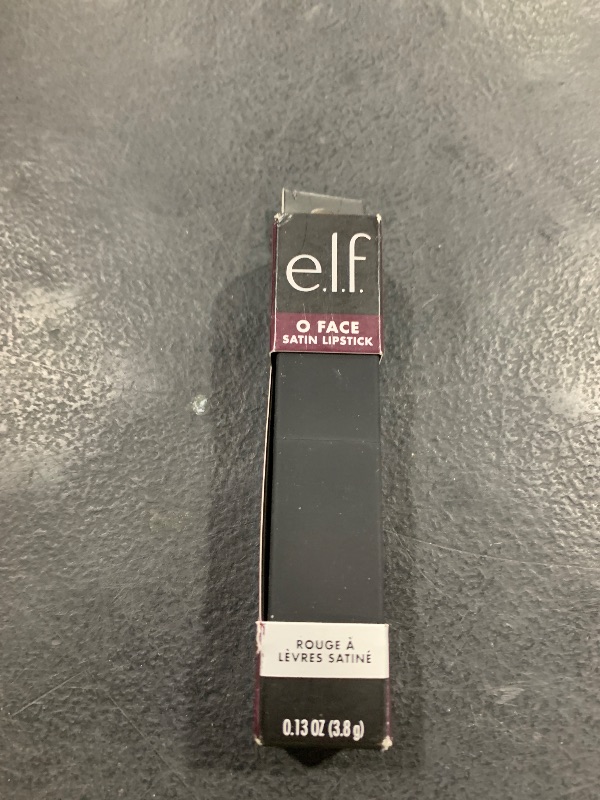 e.l.f.
O FACE
SATIN LIPSTICK
ROUGE À
LÈVRES SATINÉ
0.13 OZ (3.8 g)